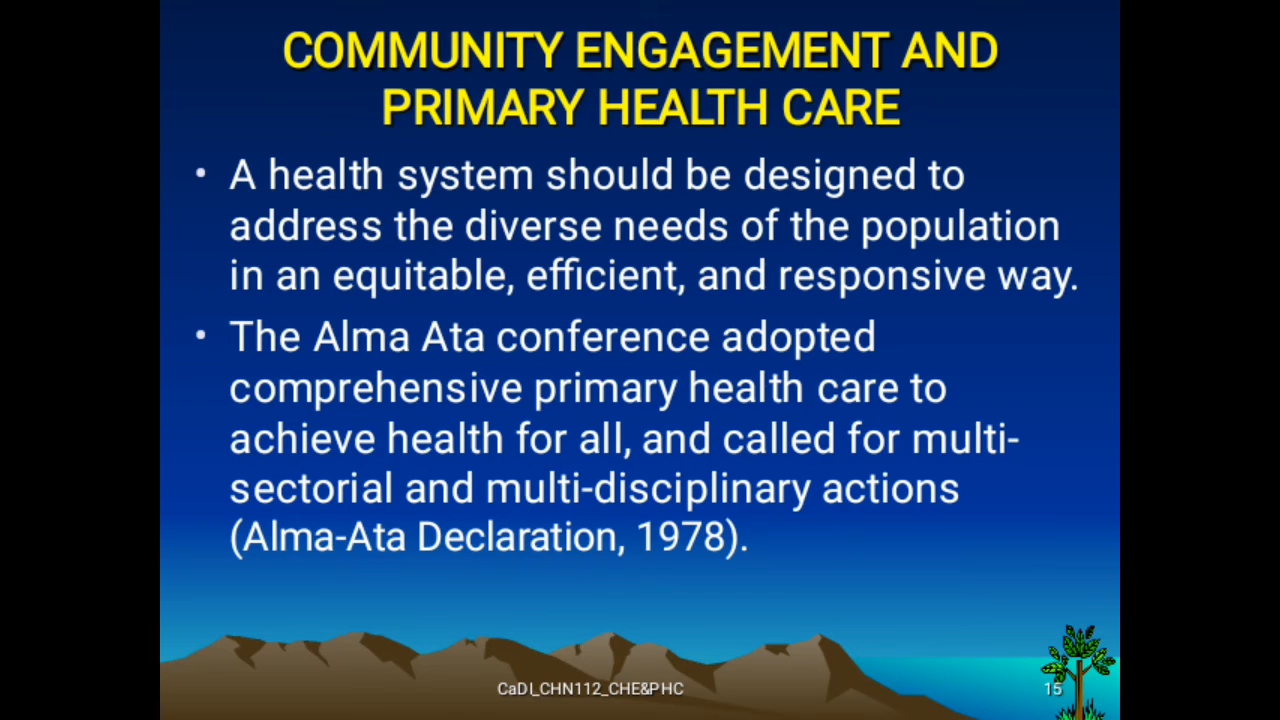 COMMUNITY ENGAGEMENT AND
PRIMARY HEALTH CARE
• A health system should be designed to
address the diverse needs of the population
in an equitable, efficient, and responsive way.
• The Alma Ata conference adopted
comprehensive primary health care to
achieve health for all, and called for multi-
sectorial and multi-disciplinary actions
(Alma-Ata Declaration, 1978).
CaDI_CHN112_CHE&PHC
15